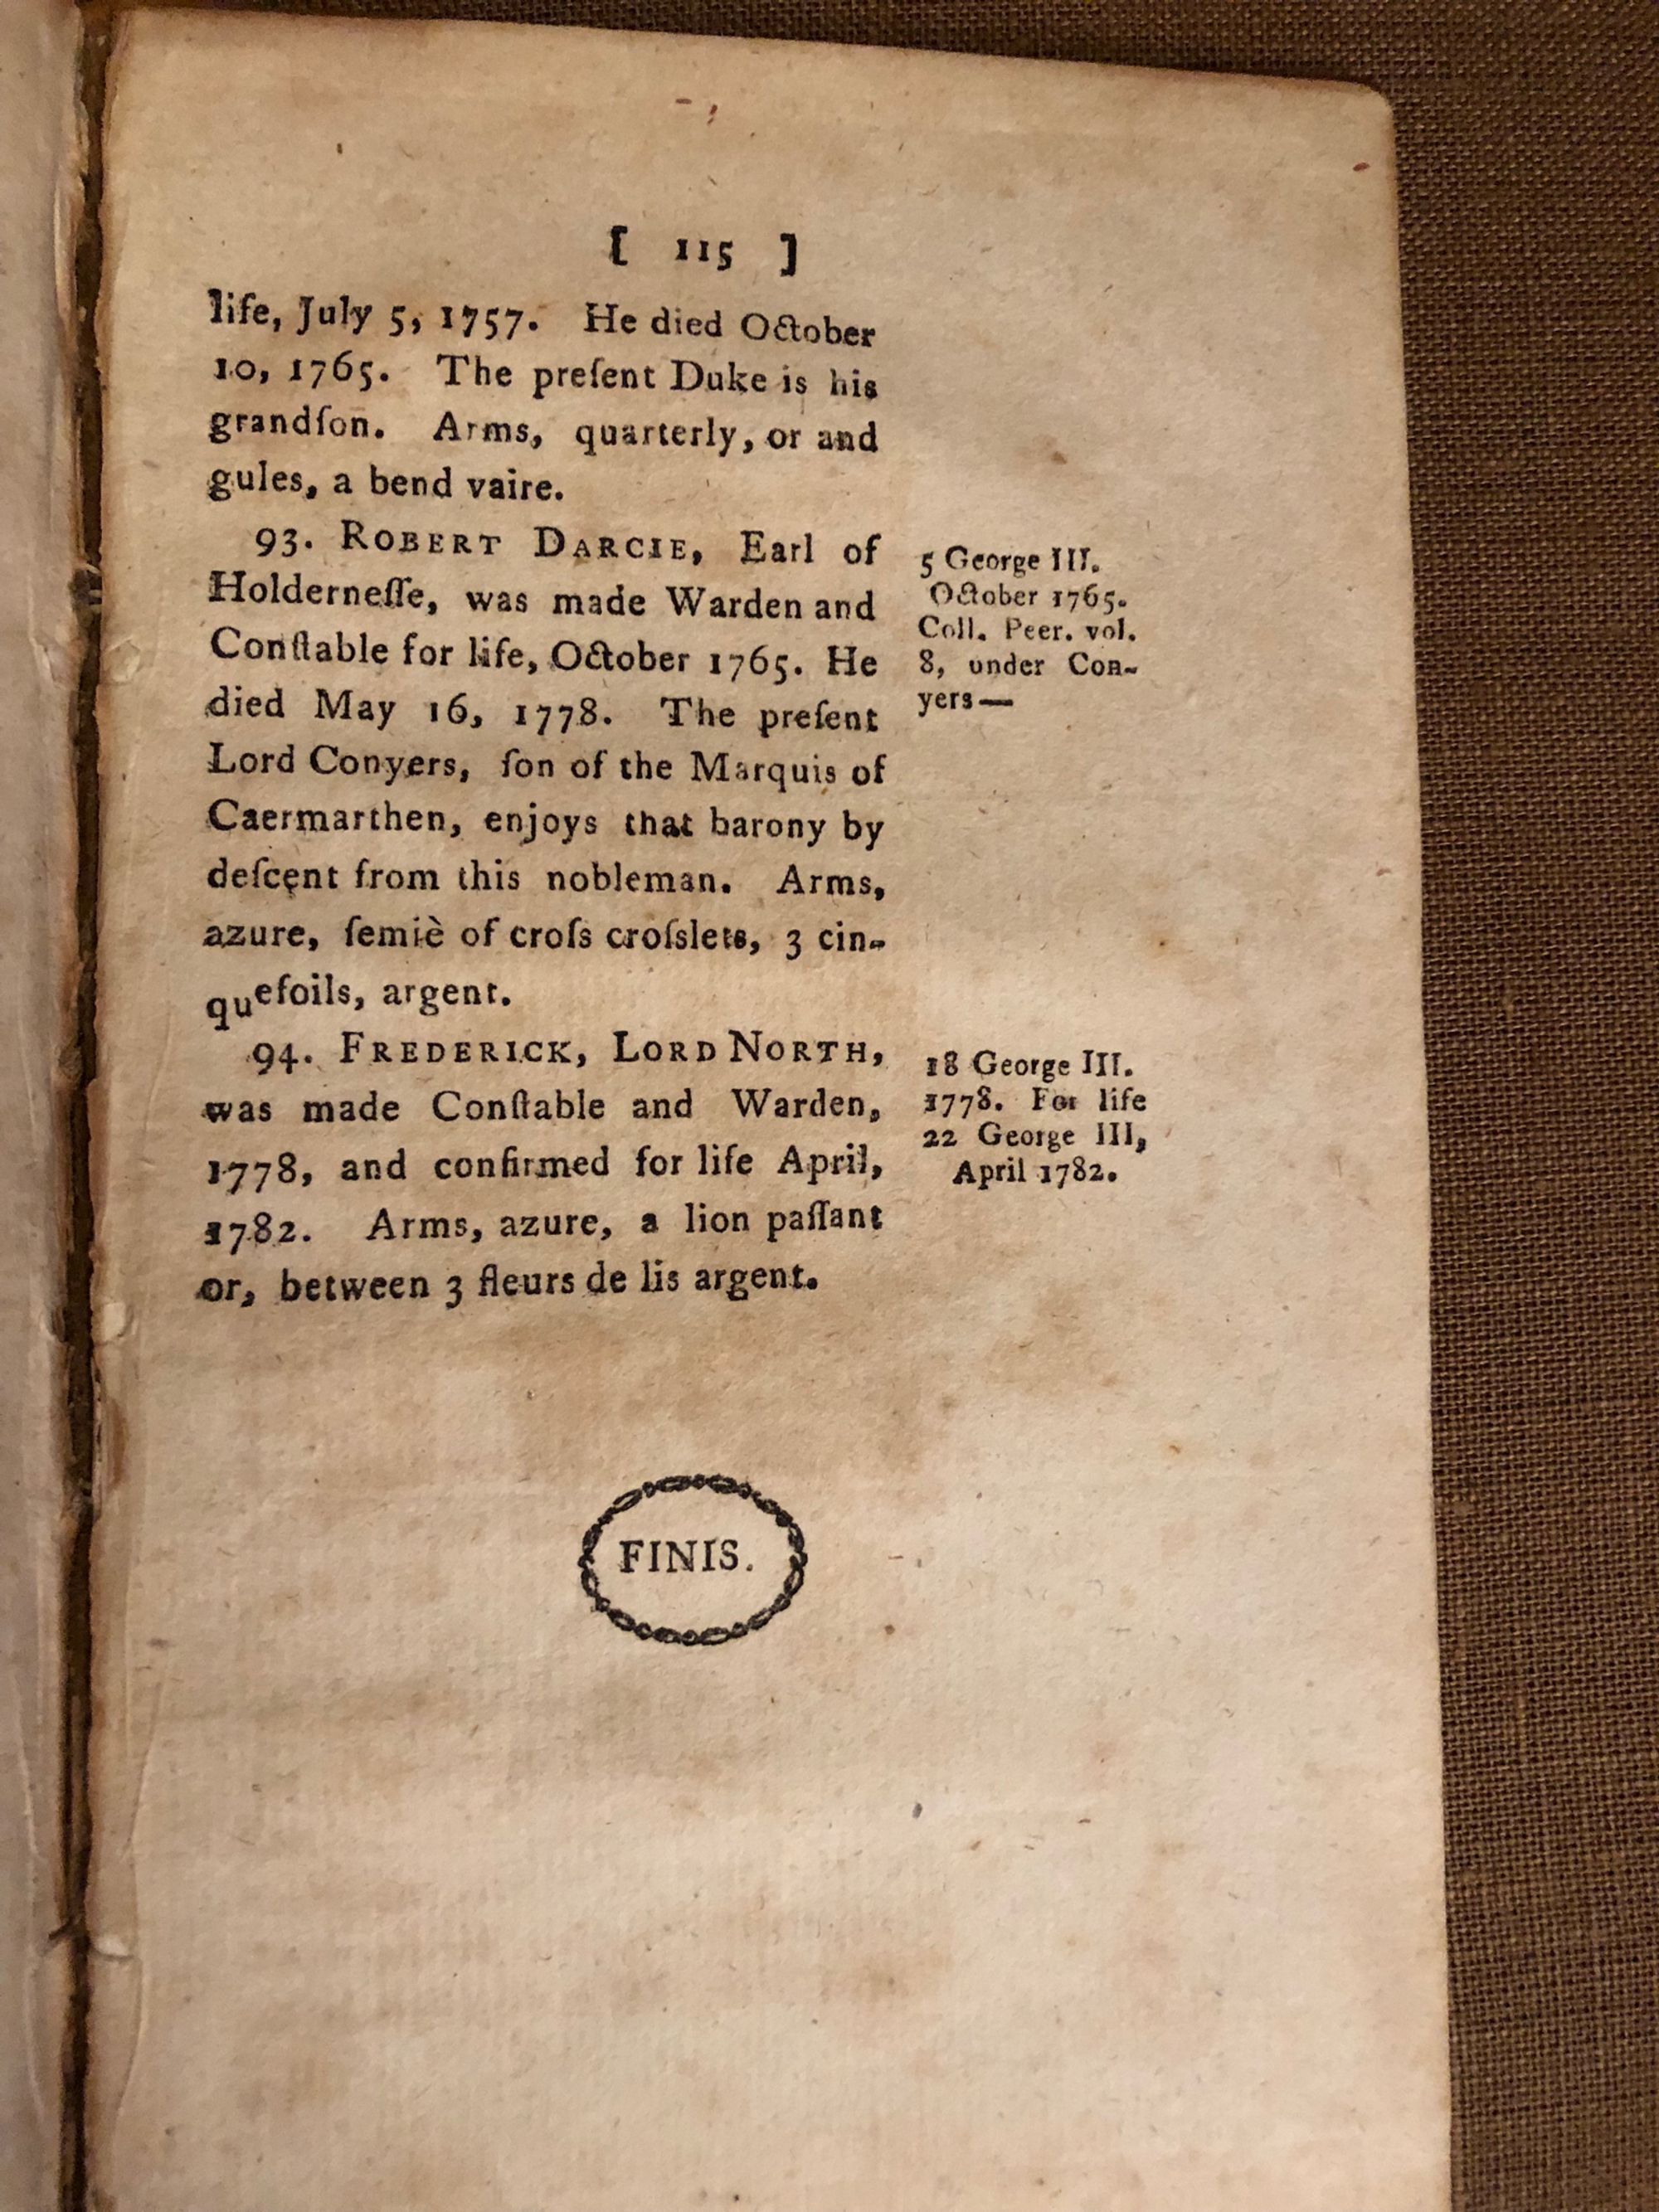 [ 115 ]
life, July 5, 1757. He died October
10, 1765. The preſent Duke is his
grandſon. Arms, quarterly, or and
gules, a bend vaire.
93. ROBERT DARCIE, Earl of
Holderneſſe, was made Warden and
Conſtable for life, October 1765. He
died May 16, 1778. The preſent
Lord Conyers, ſon of the Marquis of
Caermarthen, enjoys that barony by
deſcent from this nobleman. Arms,
azure, ſemiè of croſs croſslets, 3 cin-
quefoils, argent.
5 George III.
October 1765.
Coll. Peer. vol.
8, under Con-
yers—
94. FREDERICK, LORD NORTH,
was made Conſtable and Warden,
1778, and confirmed for life April,
1782. Arms, azure, a lion paſſant
or, between 3 fleurs de lis argent.
18 George III.
1778. For life
22 George III,
April 1782.
FINIS.